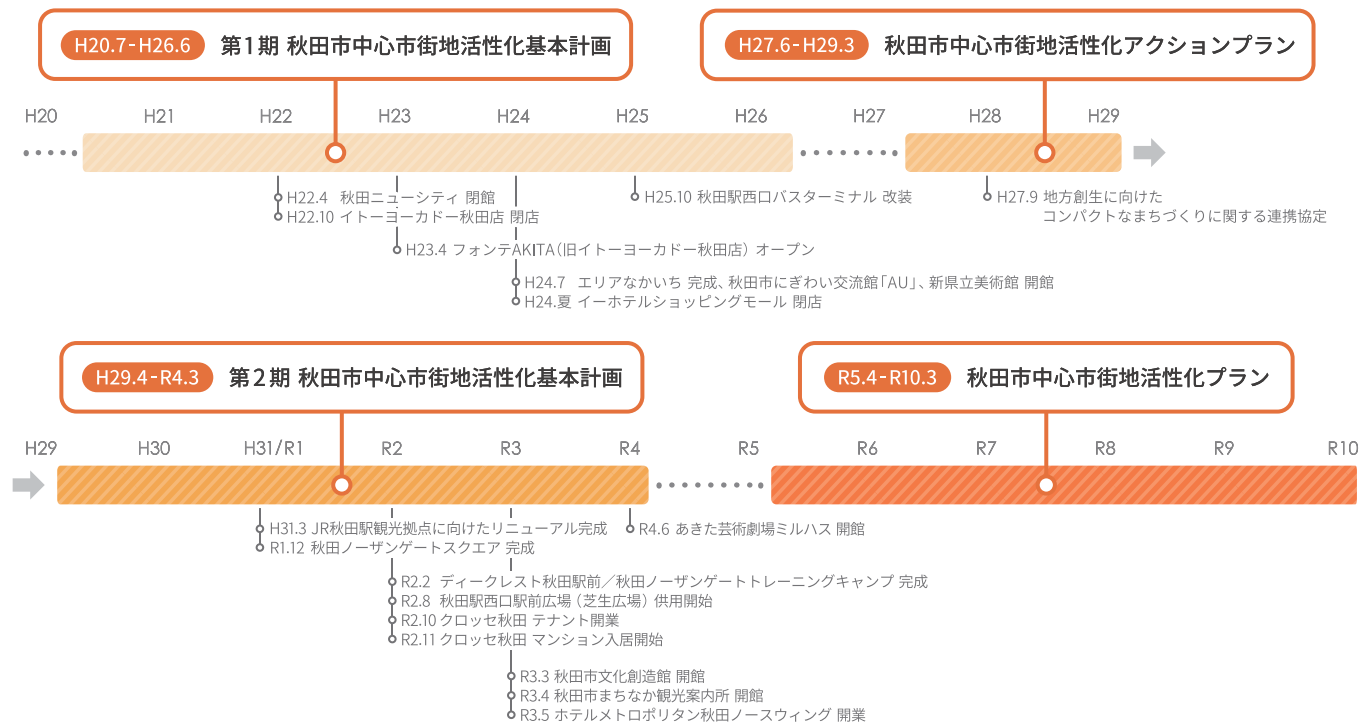 H20.7-H26.6 第1期 秋田市中心市街地活性化基本計画
H27.6-H29.3 秋田市中心市街地活性化アクションプラン
H20 H21 H22 H23 H24 H25 H26 H27 H28 H29
H22.4 秋田ニューシティ 閉館
H22.10 イトーヨーカドー秋田店 閉店
H23.4 フォンテAKITA(旧イトーヨーカドー秋田店) オープン
H24.7 エリアなかいち 完成、秋田市にぎわい交流館「AU」、新県立美術館 開館
H24.夏 イーホテルショッピングモール 閉店
H25.10 秋田駅西口バスターミナル 改装
H27.9 地方創生に向けた
コンパクトなまちづくりに関する連携協定
H29.4-R4.3 第2期 秋田市中心市街地活性化基本計画
R5.4-R10.3 秋田市中心市街地活性化プラン
H29 H30 H31/R1 R2 R3 R4 R5 R6 R7 R8 R9 R10
H31.3 JR秋田駅観光拠点に向けたリニューアル完成
R1.12 秋田ノーザンゲートスクエア 完成
R2.2 ディークレスト秋田駅前/秋田ノーザンゲートトレーニングキャンプ 完成
R2.8 秋田駅西口駅前広場(芝生広場) 供用開始
R2.10 クロッセ秋田 テナント開業
R2.11 クロッセ秋田 マンション入居開始
R3.3 秋田市文化創造館 開館
R3.4 秋田市まちなか観光案内所 開館
R3.5 ホテルメトロポリタン秋田ノースウィング 開業
R4.6 あきた芸術劇場ミルハス 開館